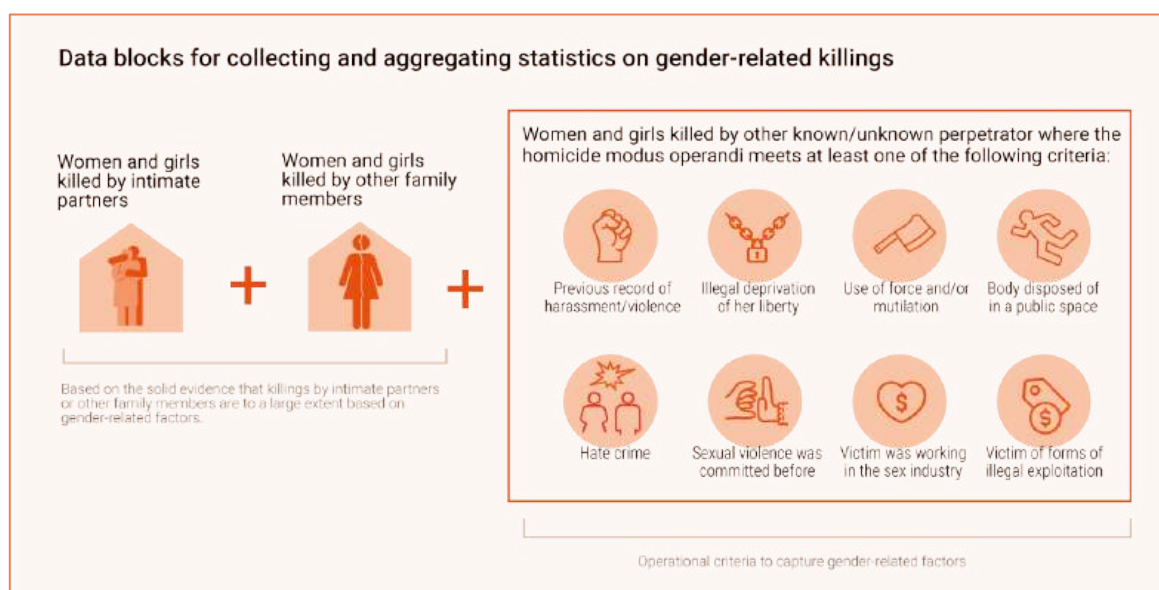 Data blocks for collecting and aggregating statistics on gender-related killings
Women and girls
killed by intimate
partners
Women and girls
killed by other family
members
Based on the solid evidence that killings by intimate partners
or other family members are to a large extent based on
gender-related factors.
Women and girls killed by other known/unknown perpetrator where the
homicide modus operandi meets at least one of the following criteria:
Previous record of
harassment/violence
Illegal deprivation
of her liberty
Use of force and/or
mutilation
Body disposed of
in a public space
Hate crime
Sexual violence was
committed before
Victim was working
in the sex industry
Victim of forms of
illegal exploitation
Operational criteria to capture gender-related factors